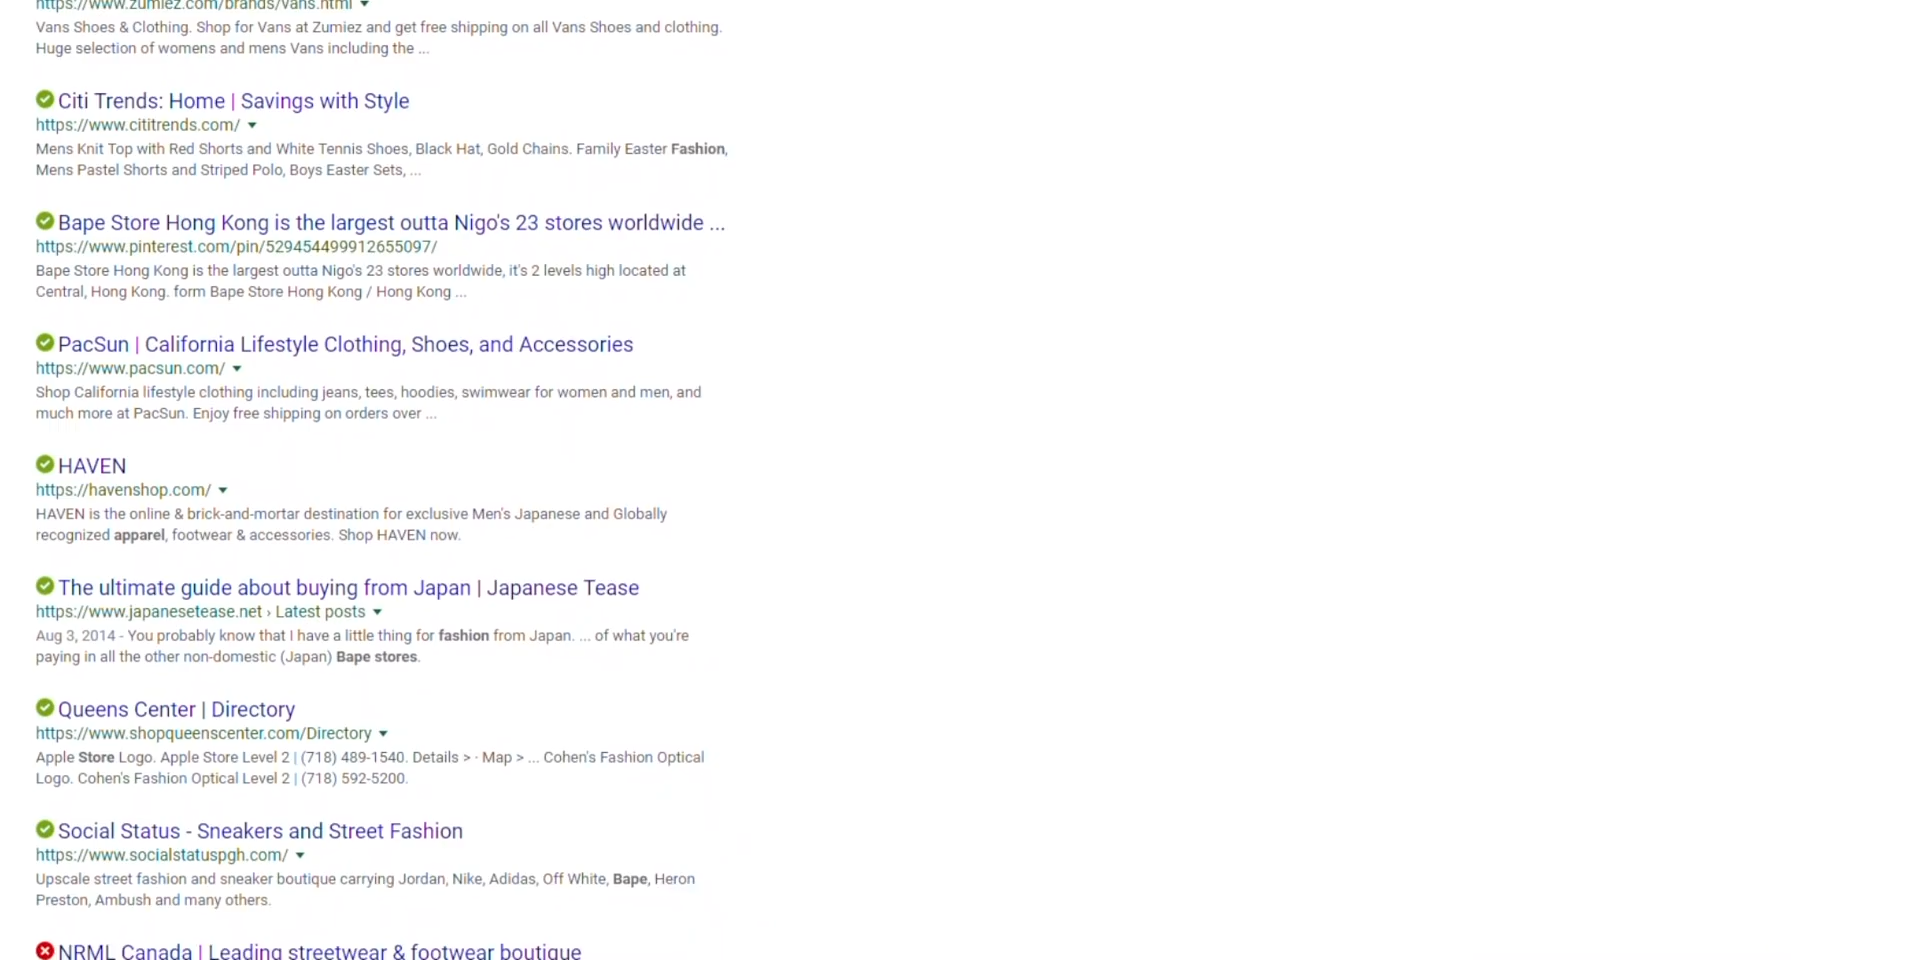 https://www.zumiez.com/brands/vans.html
Vans Shoes & Clothing. Shop for Vans at Zumiez and get free shipping on all Vans Shoes and clothing.
Huge selection of womens and mens Vans including the ...
Citi Trends: Home | Savings with Style
https://www.cititrends.com/
Mens Knit Top with Red Shorts and White Tennis Shoes, Black Hat, Gold Chains. Family Easter Fashion,
Mens Pastel Shorts and Striped Polo, Boys Easter Sets, ...
Bape Store Hong Kong is the largest outta Nigo's 23 stores worldwide ...
https://www.pinterest.com/pin/529454499912655097/
Bape Store Hong Kong is the largest outta Nigo's 23 stores worldwide, it's 2 levels high located at
Central, Hong Kong. form Bape Store Hong Kong / Hong Kong ...
PacSun | California Lifestyle Clothing, Shoes, and Accessories
https://www.pacsun.com/
Shop California lifestyle clothing including jeans, tees, hoodies, swimwear for women and men, and
much more at PacSun. Enjoy free shipping on orders over ...
HAVEN
https://havenshop.com/
HAVEN is the online & brick-and-mortar destination for exclusive Men's Japanese and Globally
recognized apparel, footwear & accessories. Shop HAVEN now.
The ultimate guide about buying from Japan | Japanese Tease
https://www.japanesetease.net › Latest posts
Aug 3, 2014 - You probably know that I have a little thing for fashion from Japan. ... of what you're
paying in all the other non-domestic (Japan) Bape stores.
Queens Center | Directory
https://www.shopqueenscenter.com/Directory
Apple Store Logo. Apple Store Level 2 | (718) 489-1540. Details > · Map > ... Cohen's Fashion Optical
Logo. Cohen's Fashion Optical Level 2 | (718) 592-5200.
Social Status - Sneakers and Street Fashion
https://www.socialstatuspgh.com/
Upscale street fashion and sneaker boutique carrying Jordan, Nike, Adidas, Off White, Bape, Heron
Preston, Ambush and many others.
NRML Canada | Leading streetwear & footwear boutique